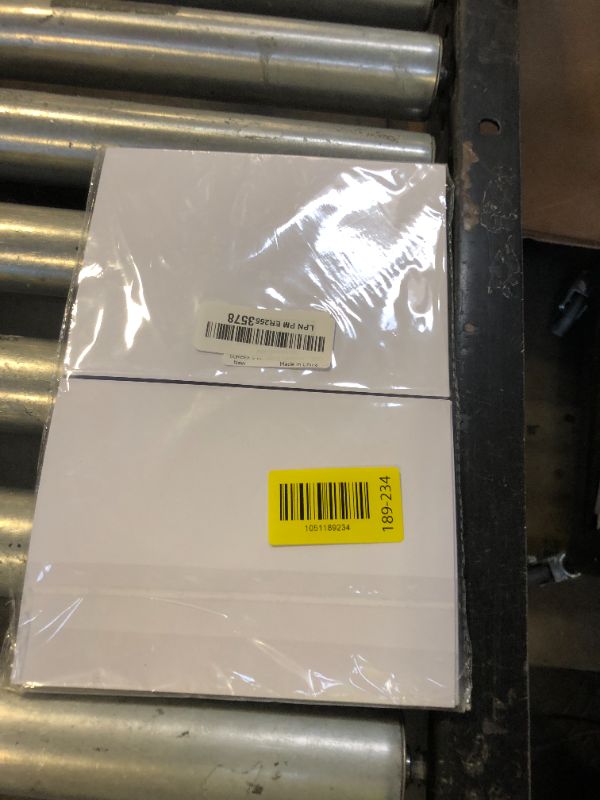 LPN PM ER2553578
New
Made in China
1051189234
189-234